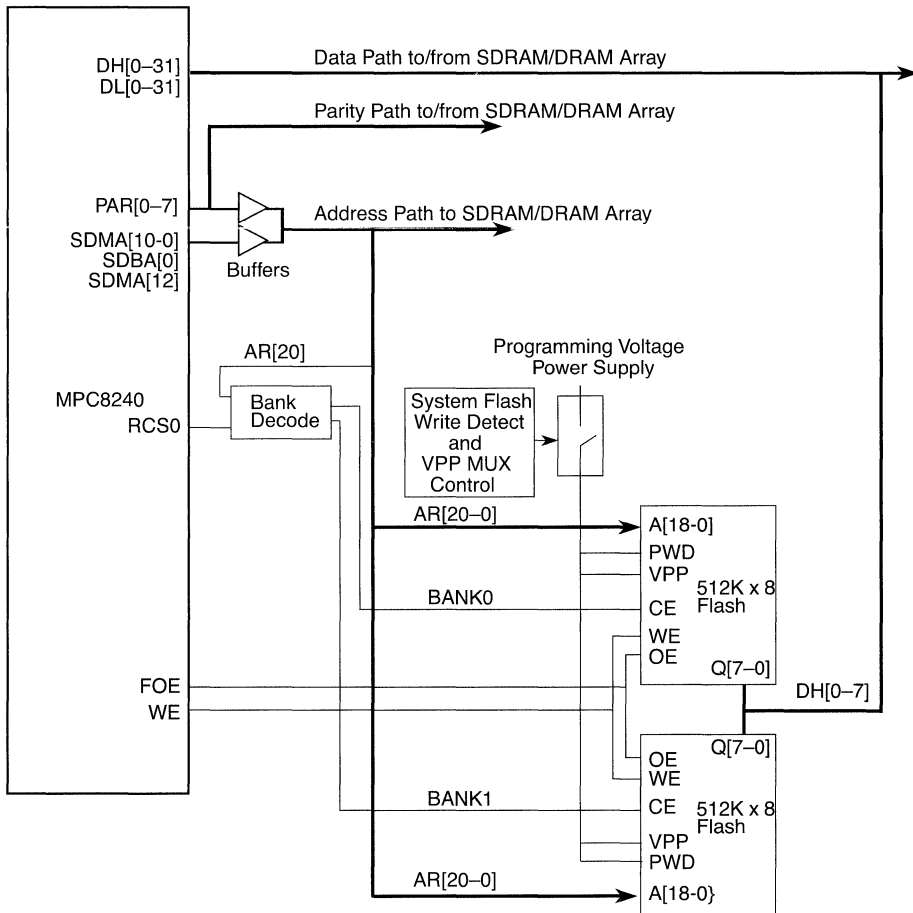 DH[0–31]
DL[0–31]
Data Path to/from SDRAM/DRAM Array
Parity Path to/from SDRAM/DRAM Array
PAR[0–7]
SDMA[10-0]
SDBA[0]
SDMA[12]
Buffers
Address Path to SDRAM/DRAM Array
AR[20]
MPC8240
RCS0
Bank
Decode
Programming Voltage
Power Supply
System Flash
Write Detect
and
VPP MUX
Control
AR[20–0]
A[18-0]
PWD
VPP
512K x 8
Flash
BANK0
CE
WE
OE
Q[7–0]
FOE
WE
DH[0–7]
Q[7–0]
OE
WE
BANK1
CE
512K x 8
Flash
VPP
PWD
AR[20–0]
A[18-0}